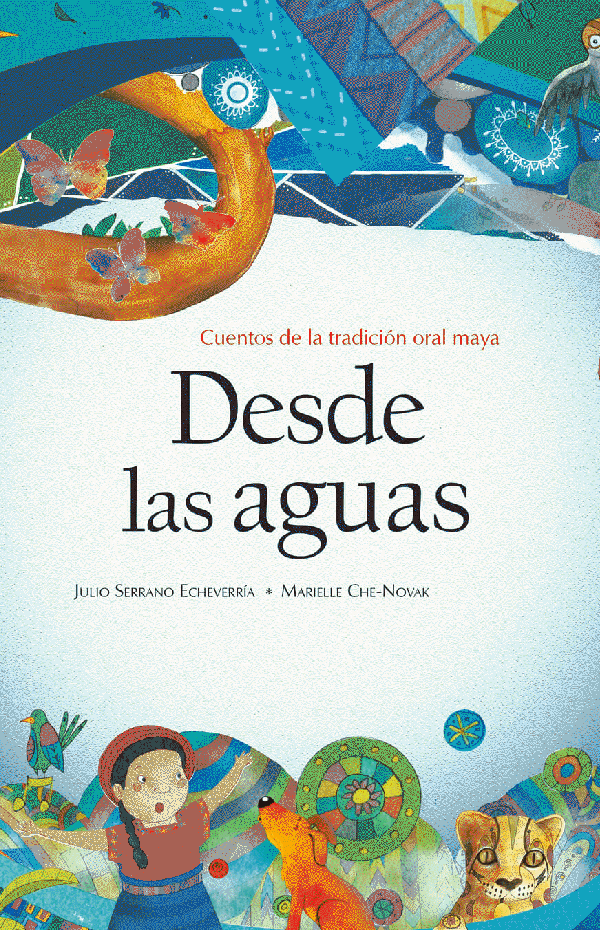 Cuentos de la tradición oral maya
Desde
las aguas
Julio Serrano Echeverría * Marielle Che-Novak